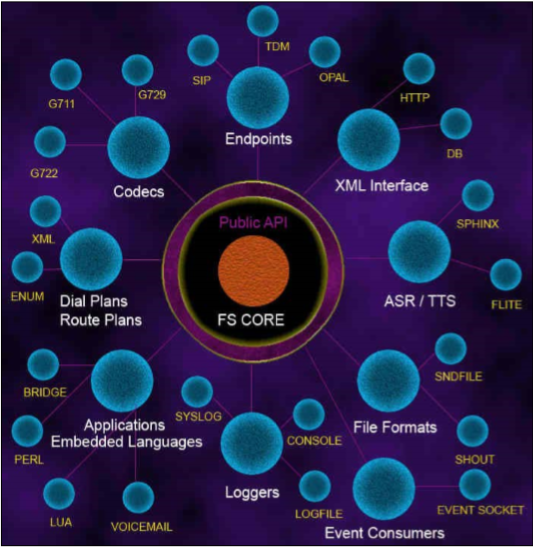 TDM
SIP
OPAL
G729
G711
HTTP
Endpoints
DB
G722
Codecs
XML Interface
XML
Public API
SPHINX
ENUM
Dial Plans
Route Plans
FS CORE
ASR / TTS
FLITE
SNDFILE
BRIDGE
SYSLOG
Applications
Embedded Languages
CONSOLE
File Formats
PERL
SHOUT
Loggers
LOGFILE
EVENT SOCKET
LUA
VOICEMAIL
Event Consumers